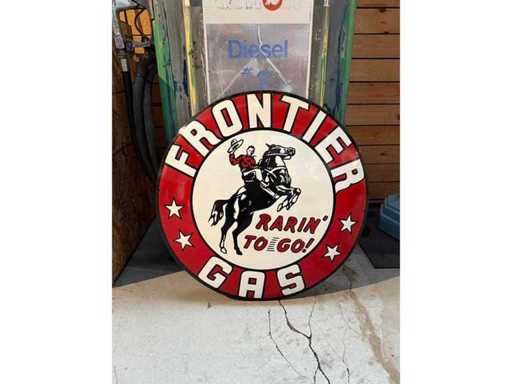 Diesel
FRONTIER
RARIN'
TO GO!
GAS